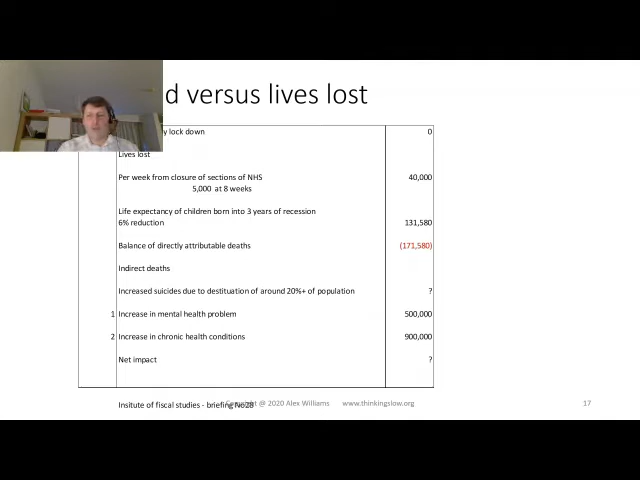 d versus lives lost
y lock down 0
Lives lost
Per week from closure of sections of NHS 40,000
5,000 at 8 weeks
Life expectancy of children born into 3 years of recession
6% reduction 131,580
Balance of directly attributable deaths (171,580)
Indirect deaths
Increased suicides due to destituation of around 20%+ of population ?
1 Increase in mental health problem 500,000
2 Increase in chronic health conditions 900,000
Net impact ?
Insitute of fiscal studies - briefing No28
@ 2020 Alex Williams www.thinkingslow.org 17